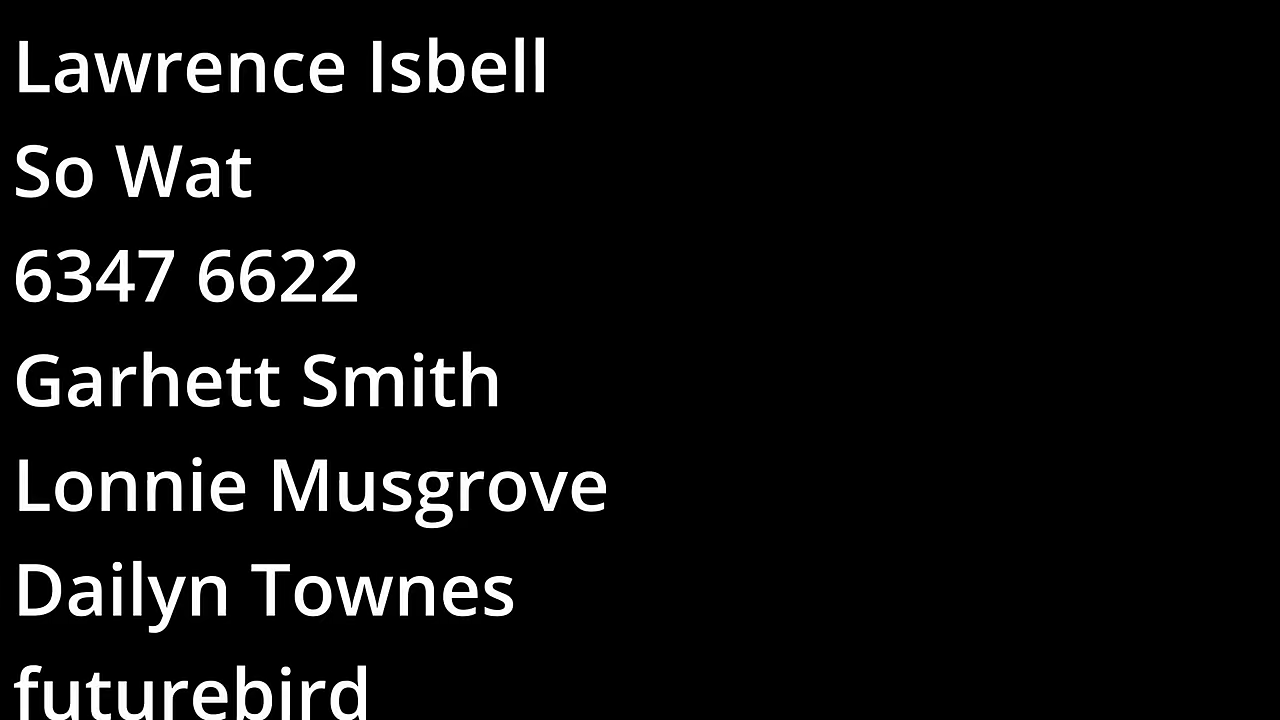 Lawrence Isbell
So Wat
6347 6622
Garhett Smith
Lonnie Musgrove
Dailyn Townes
futurebird